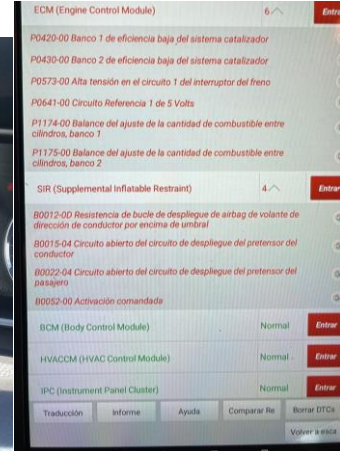 ECM (Engine Control Module) 6 Entrar
P0420-00 Banco 1 de eficiencia baja del sistema catalizador
P0430-00 Banco 2 de eficiencia baja del sistema catalizador
P0573-00 Alta tensión en el circuito 1 del interruptor del freno
P0641-00 Circuito Referencia 1 de 5 Volts
P1174-00 Balance del ajuste de la cantidad de combustible entre
cilindros, banco 1
P1175-00 Balance del ajuste de la cantidad de combustible entre
cilindros, banco 2
SIR (Supplemental Inflatable Restraint) 4 Entrar
B0012-00 Resistencia de bucle de despliegue de airbag de volante de
dirección de conductor por encima de umbral
B0015-04 Circuito abierto del circuito de despliegue del pretensor del
conductor
B0022-04 Circuito abierto del circuito de despliegue del pretensor del
pasajero
B0052-00 Activación comandada
BCM (Body Control Module) Normal Entrar
HVACCM (HVAC Control Module) Normal Entrar
IPC (Instrument Panel Cluster) Normal Entrar
Traducción Informe Ayuda Comparar Re Borrar DTCs
Volver a esca